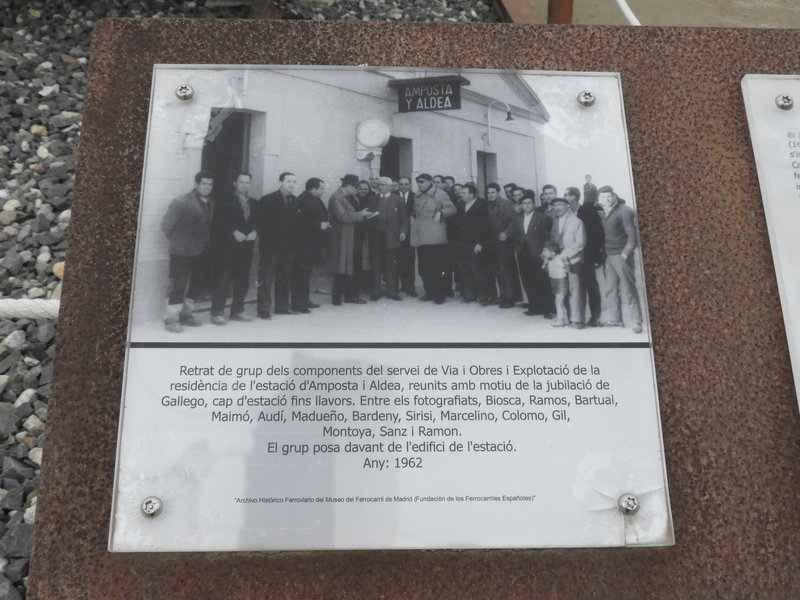 AMPOSTA
Y ALDEA
Retrat de grup dels components del servei de Via i Obres i Explotació de la
residència de l'estació d'Amposta i Aldea, reunits amb motiu de la jubilació de
Gallego, cap d'estació fins llavors. Entre els fotografiats, Biosca, Ramos, Bartual,
Maimó, Audí, Madueño, Bardeny, Sirisi, Marcelino, Colomo, Gil,
Montoya, Sanz i Ramon.
El grup posa davant de l'edifici de l'estació.
Any: 1962
"Archivo Histórico Ferroviario del Museo del Ferrocarril de Madrid (Fundación de los Ferrocarriles Españoles)"